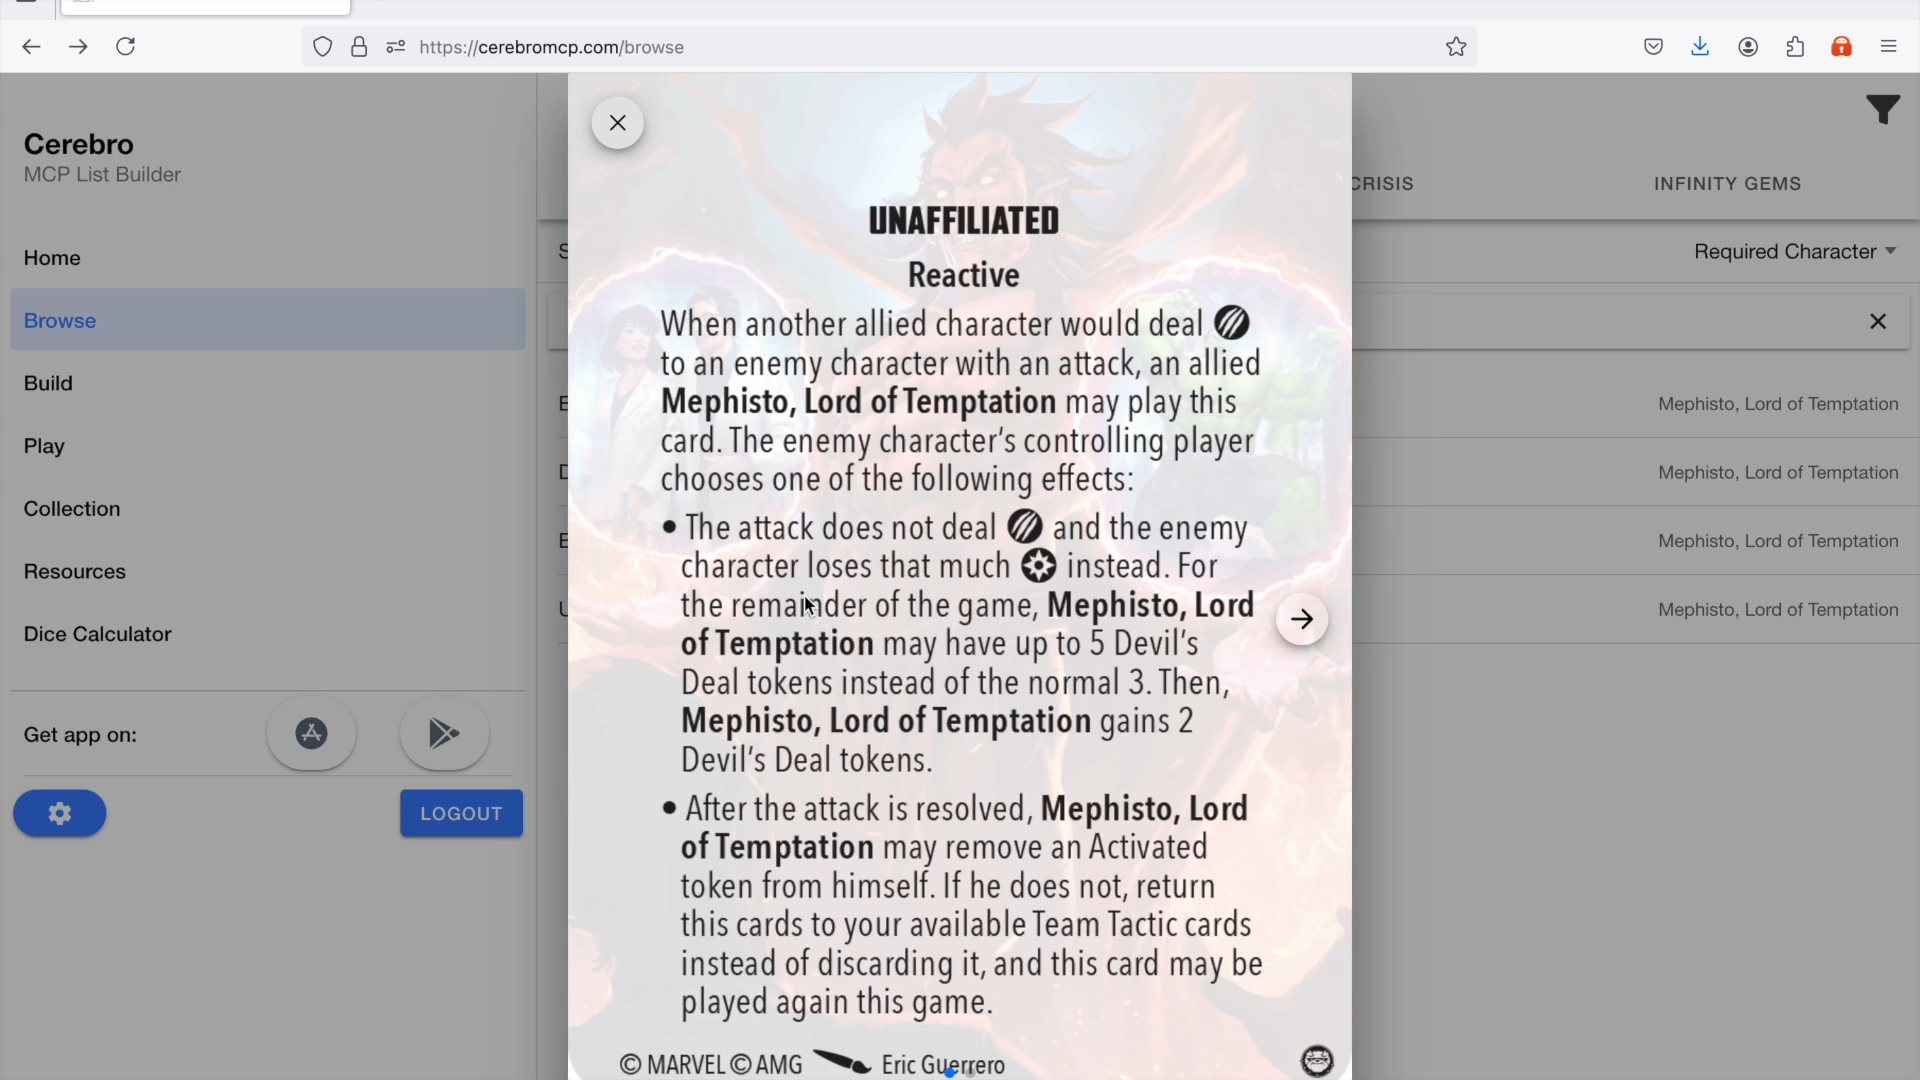 https://cerebromcp.com/browse
Cerebro
MCP List Builder
Home
Browse
Build
Play
Collection
Resources
Dice Calculator
Get app on:
LOGOUT
CRISIS
INFINITY GEMS
Required Character
Mephisto, Lord of Temptation
Mephisto, Lord of Temptation
Mephisto, Lord of Temptation
Mephisto, Lord of Temptation
UNAFFILIATED
Reactive
When another allied character would deal
to an enemy character with an attack, an allied
Mephisto, Lord of Temptation may play this
card. The enemy character's controlling player
chooses one of the following effects:
• The attack does not deal and the enemy
character loses that much instead. For
the remainder of the game, Mephisto, Lord
of Temptation may have up to 5 Devil's
Deal tokens instead of the normal 3. Then,
Mephisto, Lord of Temptation gains 2
Devil's Deal tokens.
• After the attack is resolved, Mephisto, Lord
of Temptation may remove an Activated
token from himself. If he does not, return
this cards to your available Team Tactic cards
instead of discarding it, and this card may be
played again this game.
© MARVEL © AMG Eric Guerrero